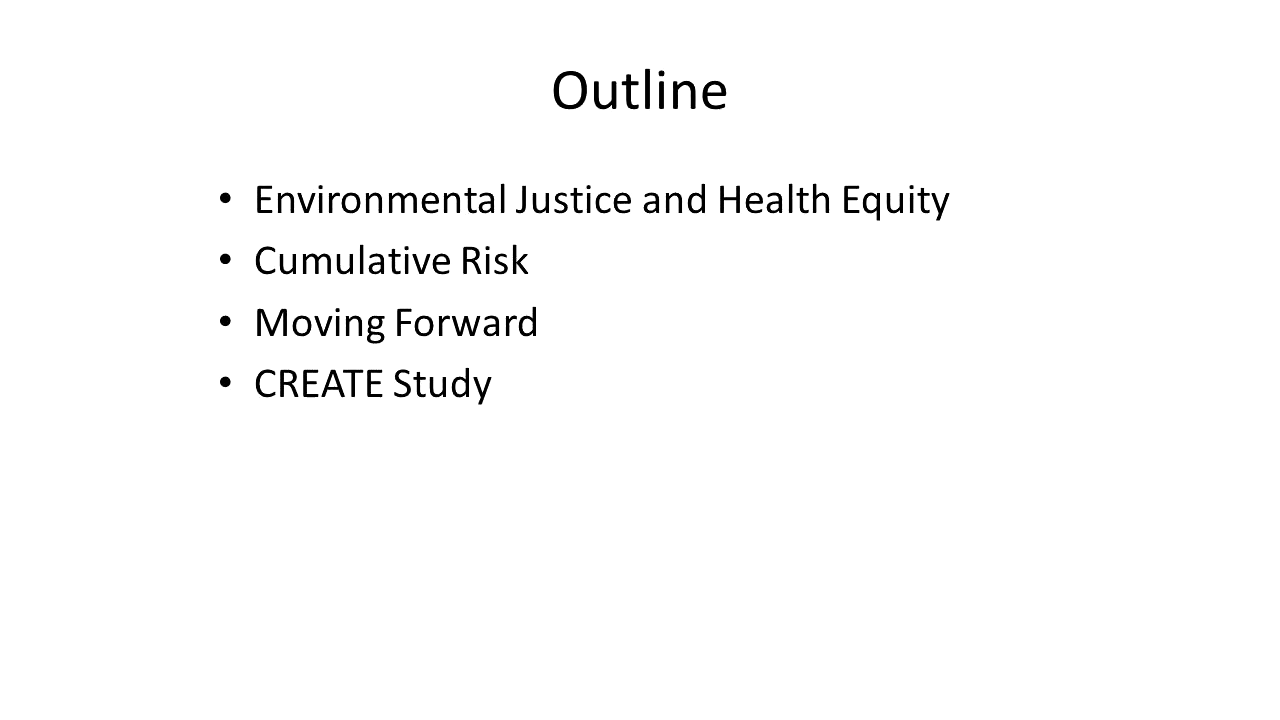 Outline
• Environmental Justice and Health Equity
• Cumulative Risk
• Moving Forward
• CREATE Study